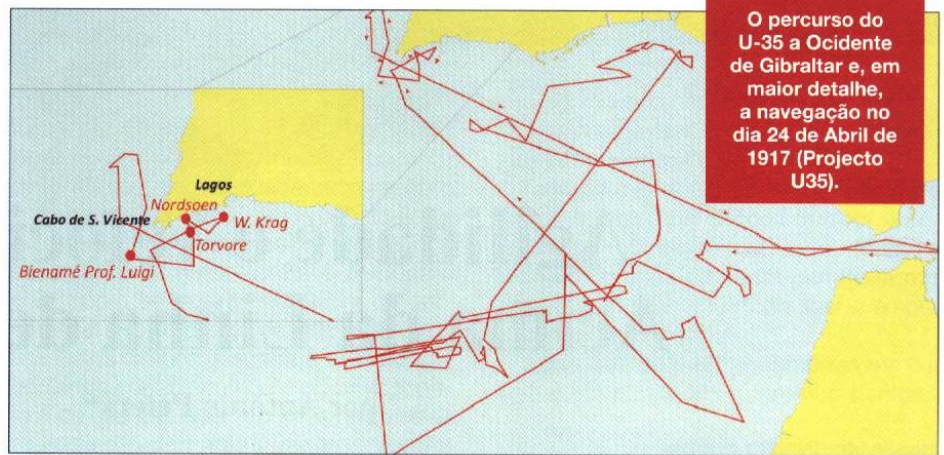 O percurso do
U-35 a Ocidente
de Gibraltar e, em
maior detalhe,
a navegação no
dia 24 de Abril de
1917 (Projecto
U35).
Lagos
Nordsoen
Cabo de S. Vicente
W. Krag
Torvore
Bienamé Prof. Luigi